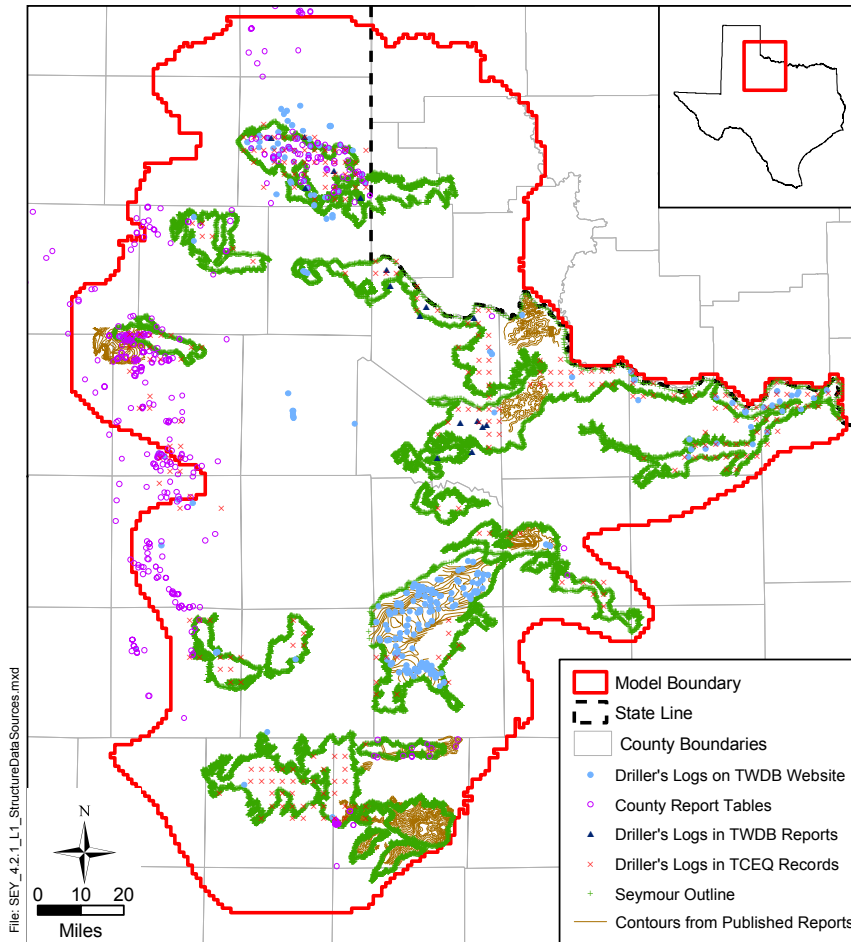 Model Boundary
State Line
County Boundaries
Driller's Logs on TWDB Website
County Report Tables
Driller's Logs in TWDB Reports
Driller's Logs in TCEQ Records
Seymour Outline
Contours from Published Reports
N
0 10 20
Miles
File: SEY_4.2.1_L1_StructureDataSources.mxd